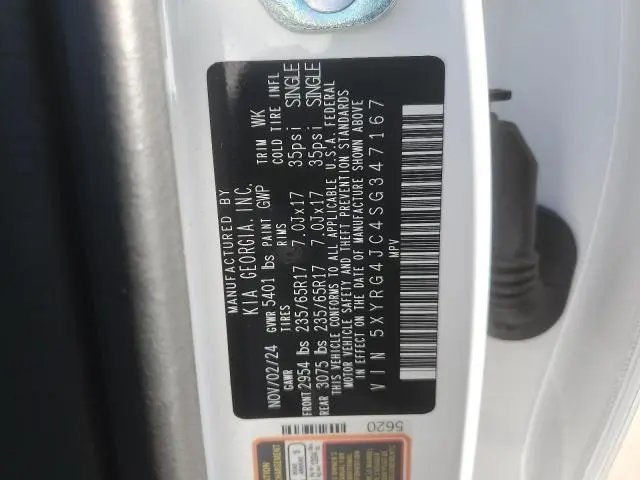 MANUFACTURED BY
KIA GEORGIA, INC.
NOV/02/24 GVWR 5401 lbs PAINT GWP TRIM WK
GAWR TIRES RIMS COLD TIRE INFL
FRONT 2954 lbs 235/65R17 7.0Jx17 35psi SINGLE
REAR 3075 lbs 235/65R17 7.0Jx17 35psi SINGLE
THIS VEHICLE CONFORMS TO ALL APPLICABLE U.S.A. FEDERAL
MOTOR VEHICLE SAFETY AND THEFT PREVENTION STANDARDS
IN EFFECT ON THE DATE OF MANUFACTURE SHOWN ABOVE
VIN 5XYRG4JC4SG347167
MPV
5620